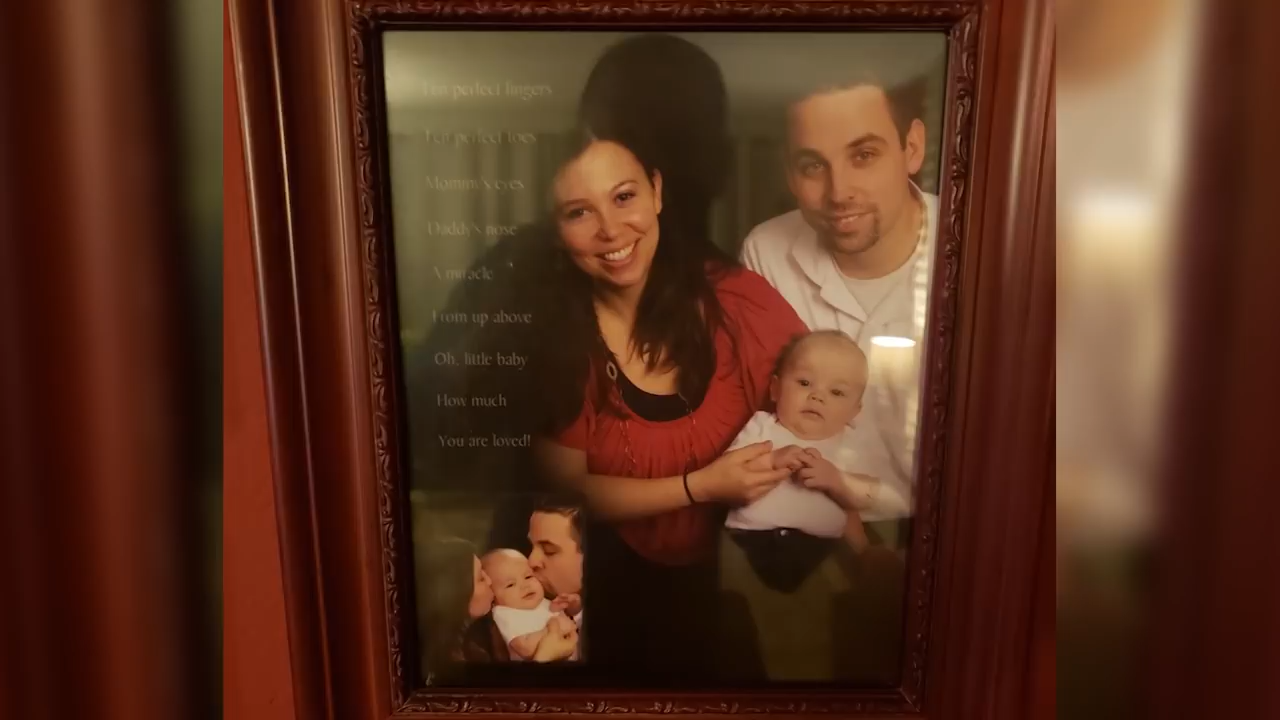 Ten perfect fingers
Ten perfect toes
Mommy's eyes
Daddy's nose
A miracle
From up above
Oh, little baby
How much
You are loved!